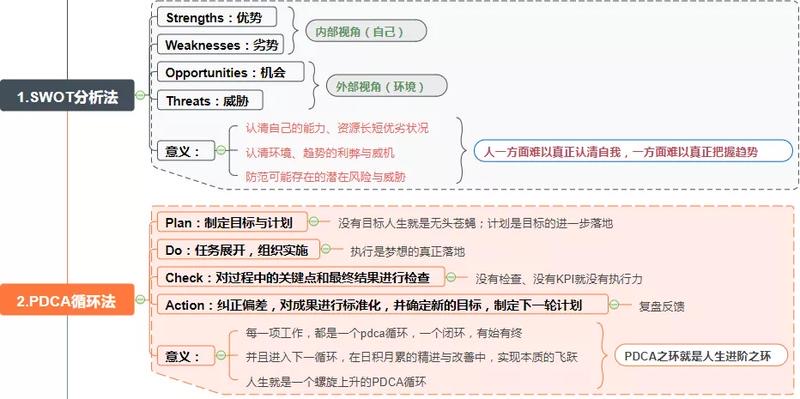 Strengths：优势
Weaknesses：劣势
内部视角（自己）
Opportunities：机会
Threats：威胁
外部视角（环境）
1.SWOT分析法
意义：
认清自己的能力、资源长短优劣状况
认清环境、趋势的利弊与威机
防范可能存在的潜在风险与威胁
人一方面难以真正认清自我，一方面难以真正把握趋势
2.PDCA循环法
Plan：制定目标与计划
没有目标人生就是无头苍蝇；计划是目标的进一步落地
Do：任务展开，组织实施
执行是梦想的真正落地
Check：对过程中的关键点和最终结果进行检查
没有检查、没有KPI就没有执行力
Action：纠正偏差，对成果进行标准化，并确定新的目标，制定下一轮计划
复盘反馈
意义：
每一项工作，都是一个pdca循环，一个闭环，有始有终
并且进入下一循环，在日积月累的精进与改善中，实现本质的飞跃
人生就是一个螺旋上升的PDCA循环
PDCA之环就是人生进阶之环